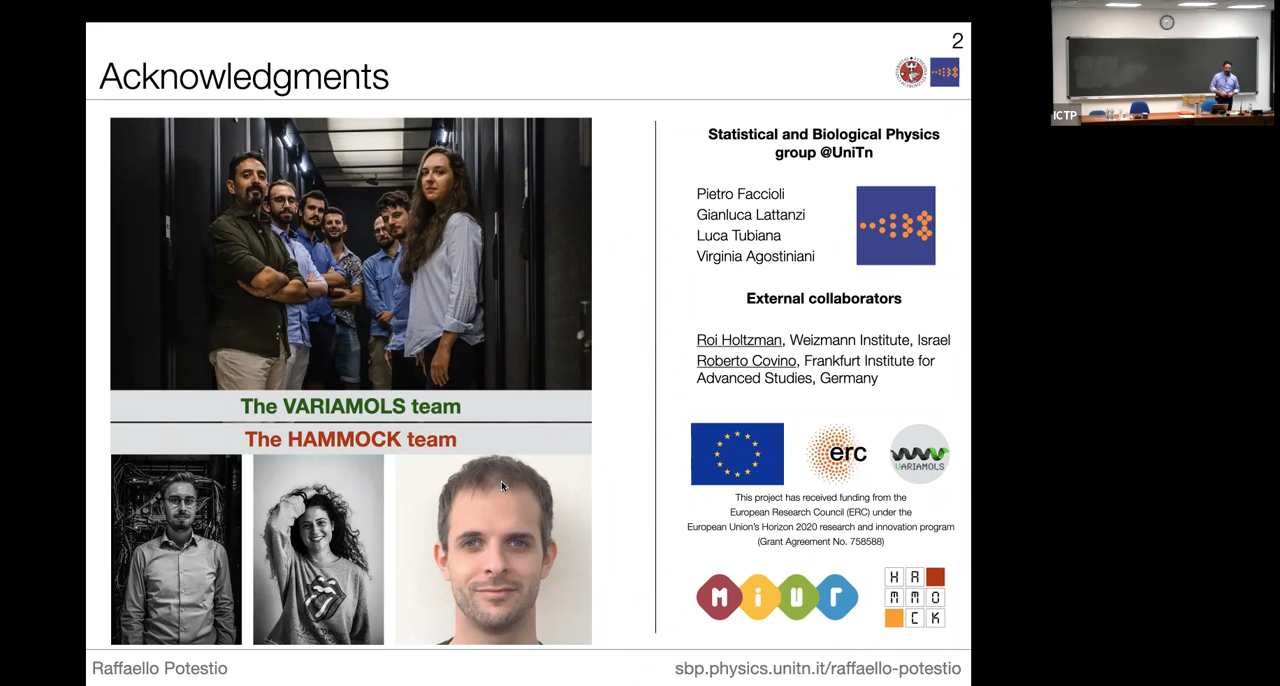 2
Acknowledgments
Statistical and Biological Physics
group @UniTn
Pietro Faccioli
Gianluca Lattanzi
Luca Tubiana
Virginia Agostiniani
External collaborators
Roi Holtzman, Weizmann Institute, Israel
Roberto Covino, Frankfurt Institute for
Advanced Studies, Germany
The VARIAMOLS team
The HAMMOCK team
erc
VARIAMOLS
This project has received funding from the
European Research Council (ERC) under the
European Union's Horizon 2020 research and innovation program
(Grant Agreement No. 758588)
MiUr
HA
MMO
CK
Raffaello Potestio
sbp.physics.unitn.it/raffaello-potestio
ICTP